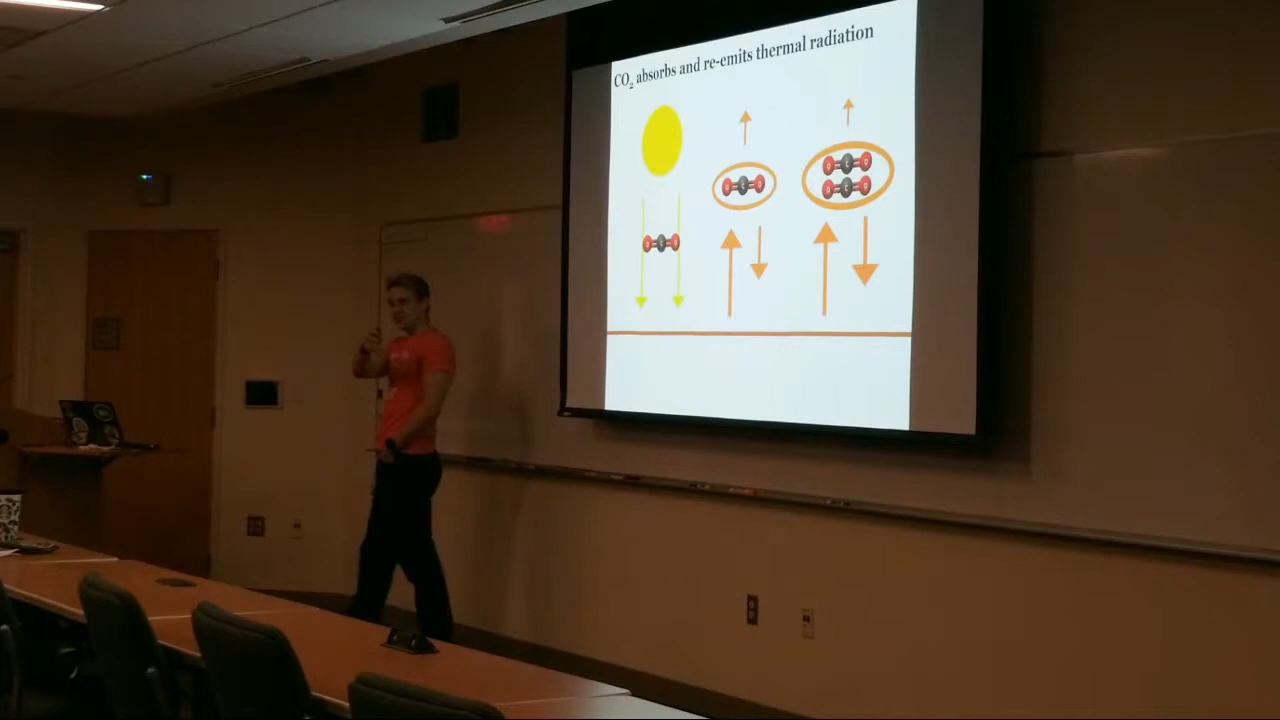 CO₂ absorbs and re-emits thermal radiation
O C O
O C O
O C O
O C O